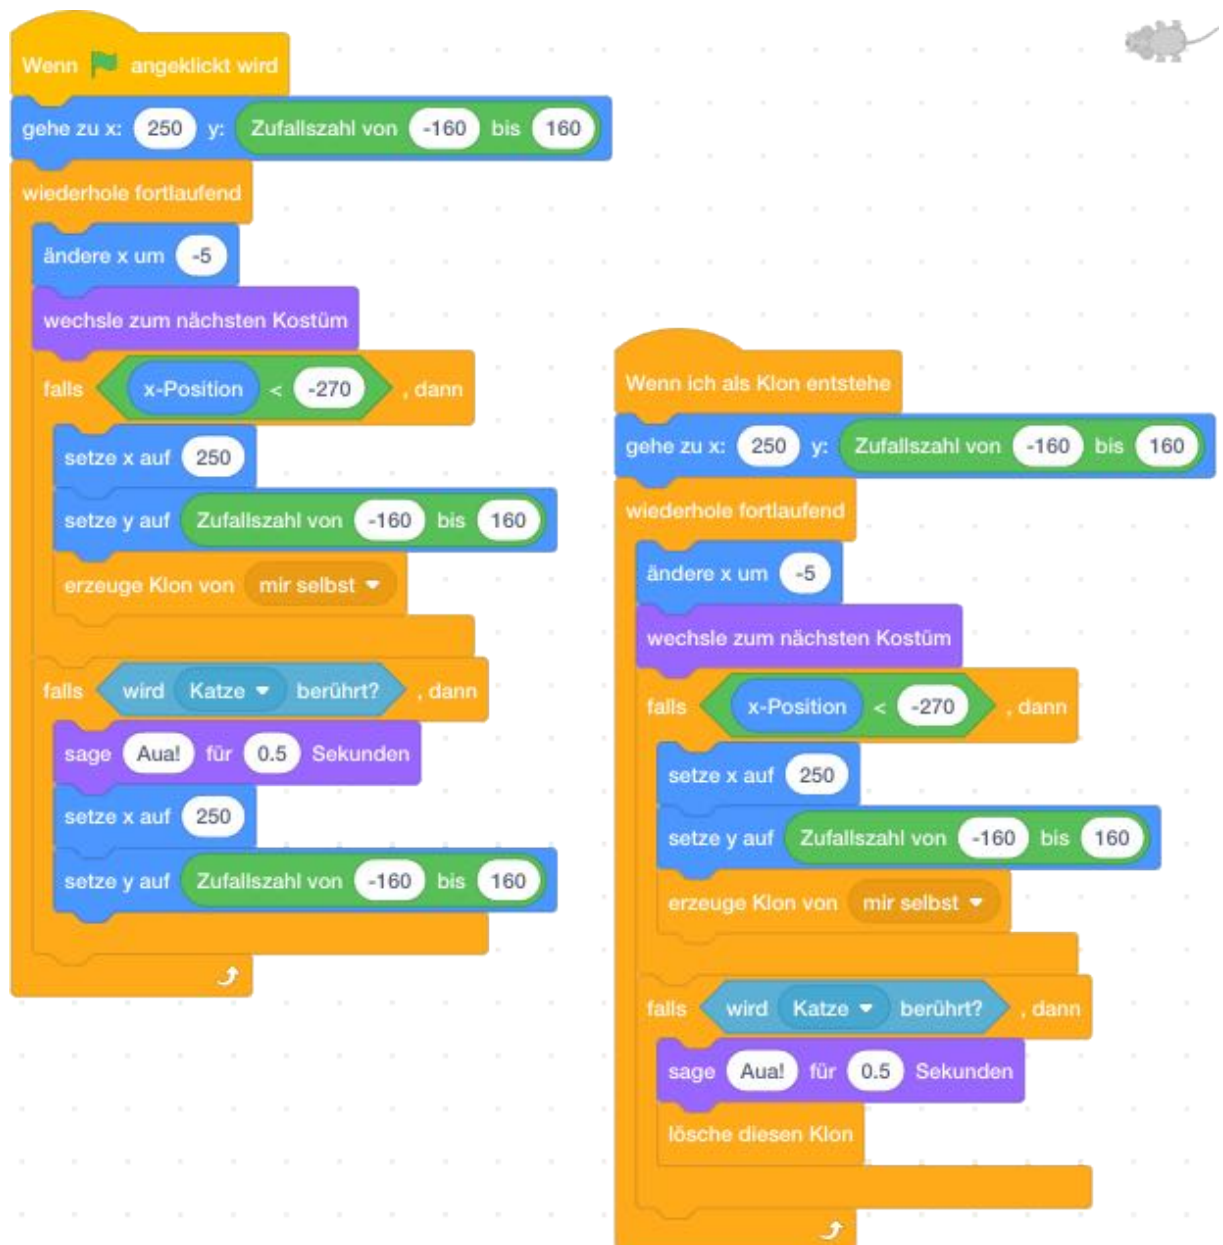 Wenn angeklickt wird
gehe zu x: 250 y: Zufallszahl von -160 bis 160
wiederhole fortlaufend
ändere x um -5
wechsle zum nächsten Kostüm
falls x-Position < -270 , dann
setze x auf 250
setze y auf Zufallszahl von -160 bis 160
erzeuge Klon von mir selbst
falls wird Katze berührt? , dann
sage Aua! für 0.5 Sekunden
setze x auf 250
setze y auf Zufallszahl von -160 bis 160
Wenn ich als Klon entstehe
gehe zu x: 250 y: Zufallszahl von -160 bis 160
wiederhole fortlaufend
ändere x um -5
wechsle zum nächsten Kostüm
falls x-Position < -270 , dann
setze x auf 250
setze y auf Zufallszahl von -160 bis 160
erzeuge Klon von mir selbst
falls wird Katze berührt? , dann
sage Aua! für 0.5 Sekunden
lösche diesen Klon